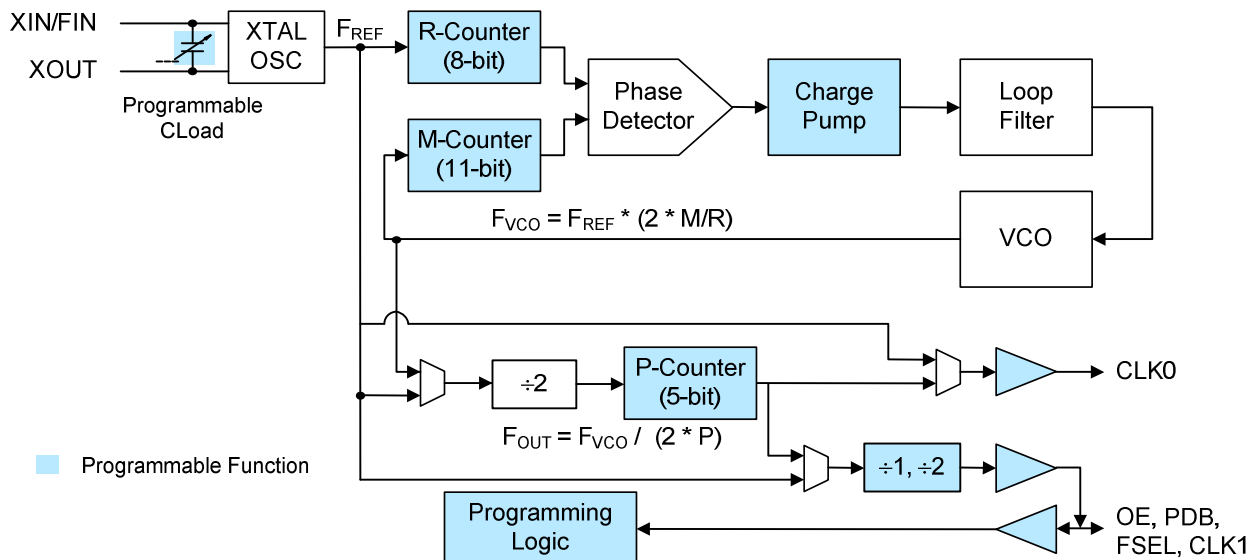 XIN/FIN
XOUT
Programmable
CLoad
XTAL
OSC
FREF
R-Counter
(8-bit)
M-Counter
(11-bit)
Phase
Detector
Charge
Pump
Loop
Filter
FVCO = FREF * (2 * M/R)
VCO
÷2
P-Counter
(5-bit)
CLK0
FOUT = FVCO / (2 * P)
Programmable Function
÷1, ÷2
Programming
Logic
OE, PDB,
FSEL, CLK1